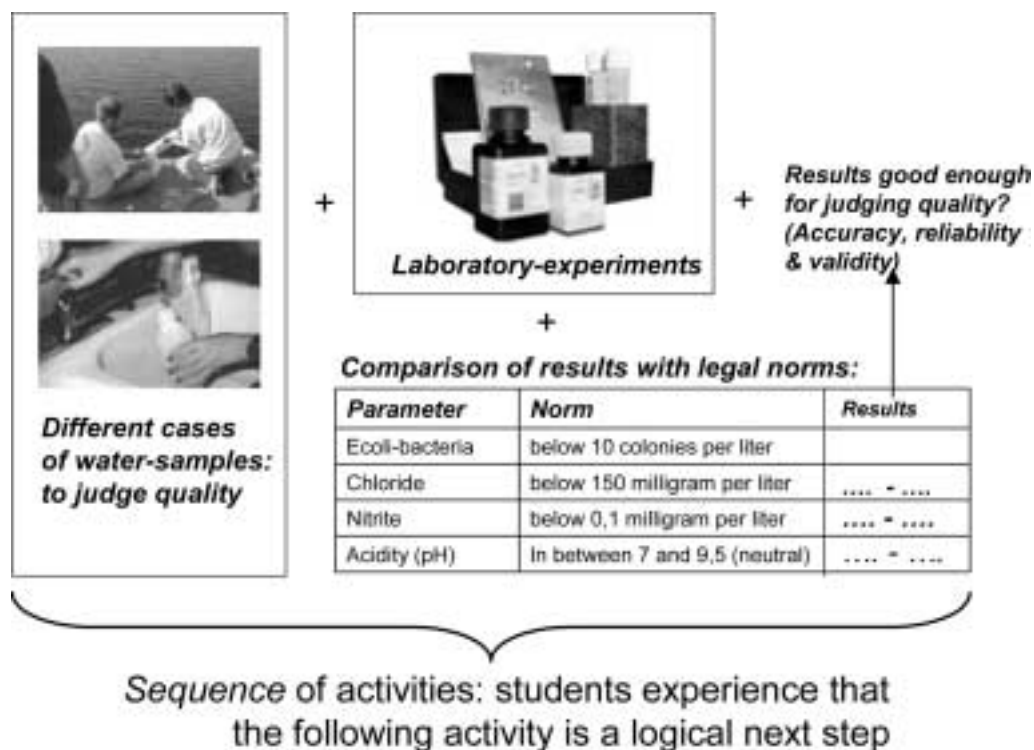 Different cases
of water-samples:
to judge quality
+
Laboratory-experiments
+
Results good enough
for judging quality?
(Accuracy, reliability
& validity)
+
Comparison of results with legal norms:
Parameter Norm Results
Ecoli-bacteria below 10 colonies per liter
Chloride below 150 milligram per liter .... - ....
Nitrite below 0,1 milligram per liter .... - ....
Acidity (pH) In between 7 and 9,5 (neutral) .... - ....
Sequence of activities: students experience that
the following activity is a logical next step